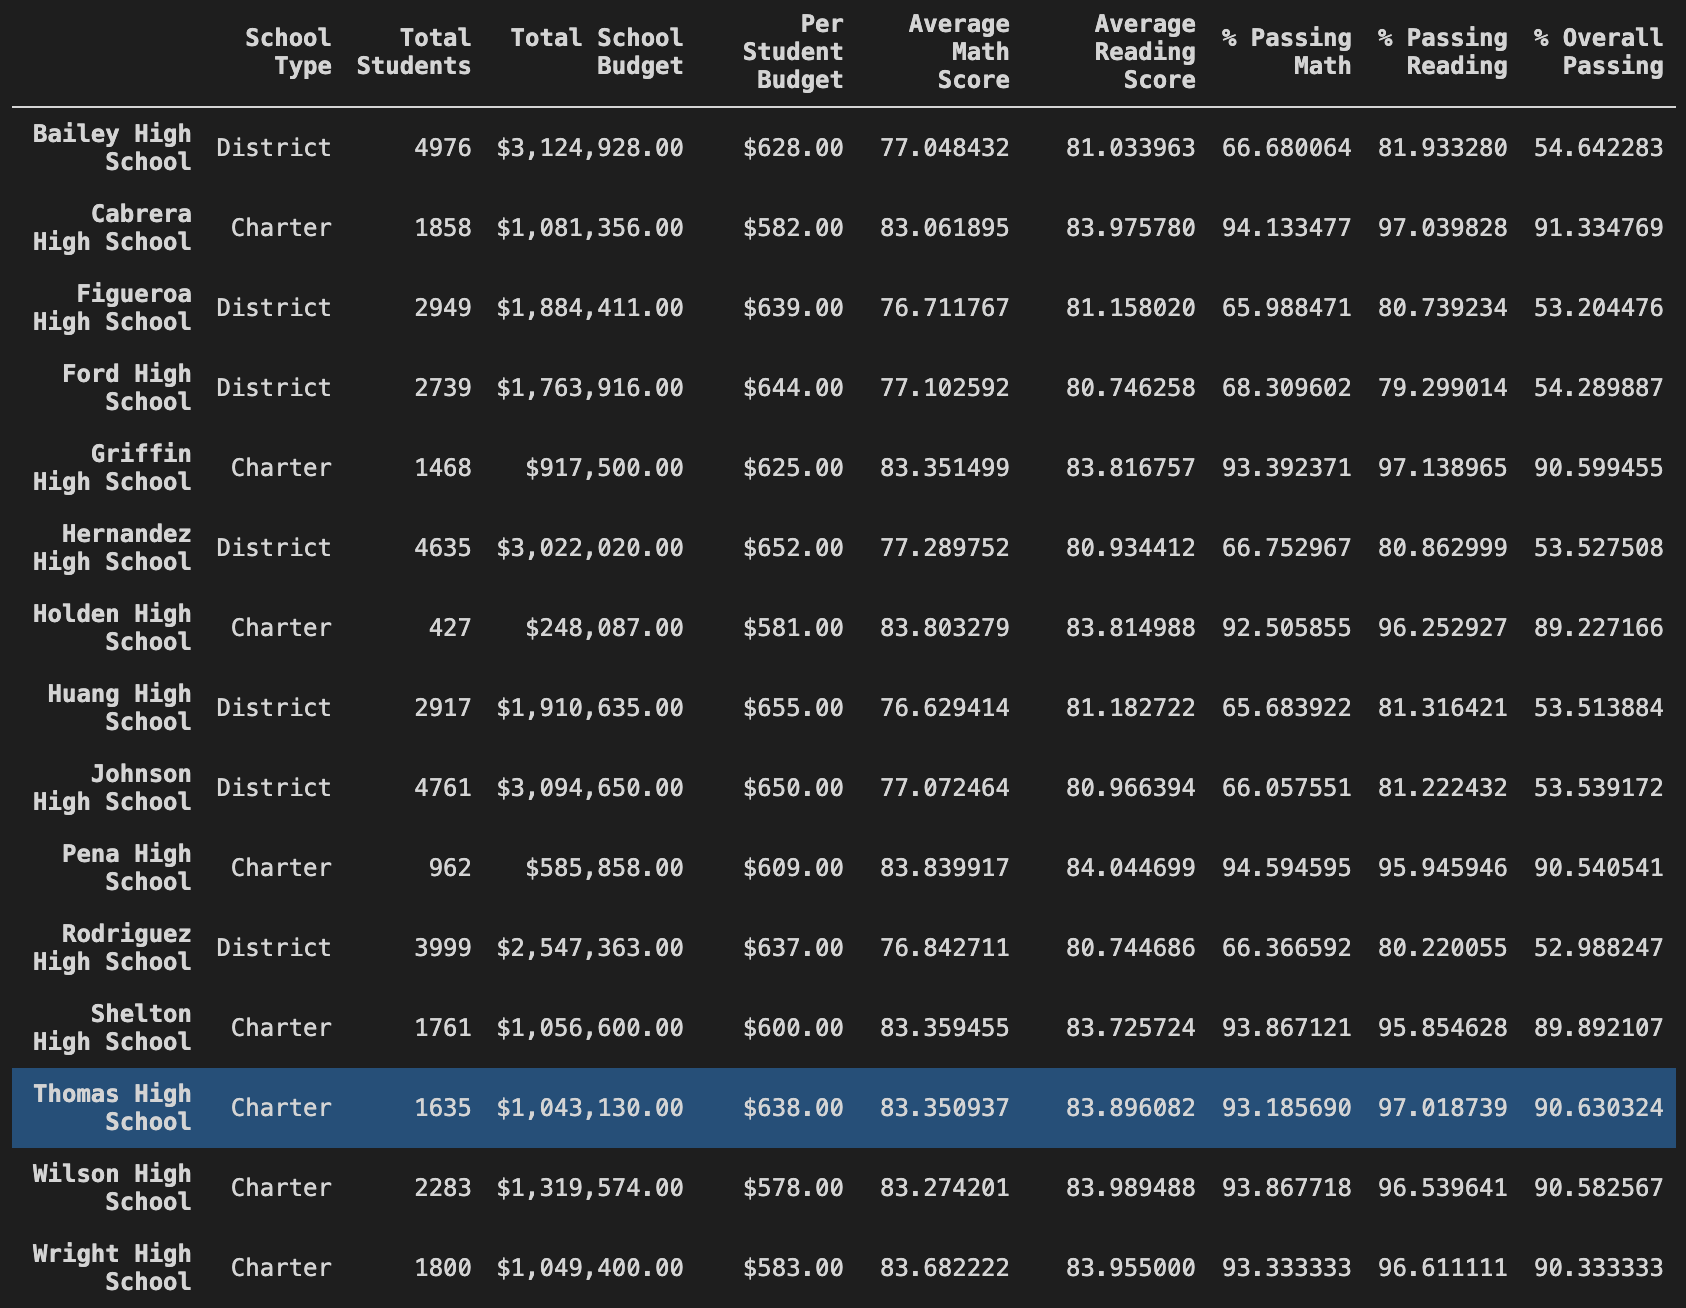 School Type Total Students Total School Budget Per Student Budget Average Math Score Average Reading Score % Passing Math % Passing Reading % Overall Passing
Bailey High School District 4976 $3,124,928.00 $628.00 77.048432 81.033963 66.680064 81.933280 54.642283
Cabrera High School Charter 1858 $1,081,356.00 $582.00 83.061895 83.975780 94.133477 97.039828 91.334769
Figueroa High School District 2949 $1,884,411.00 $639.00 76.711767 81.158020 65.988471 80.739234 53.204476
Ford High School District 2739 $1,763,916.00 $644.00 77.102592 80.746258 68.309602 79.299014 54.289887
Griffin High School Charter 1468 $917,500.00 $625.00 83.351499 83.816757 93.392371 97.138965 90.599455
Hernandez High School District 4635 $3,022,020.00 $652.00 77.289752 80.934412 66.752967 80.862999 53.527508
Holden High School Charter 427 $248,087.00 $581.00 83.803279 83.814988 92.505855 96.252927 89.227166
Huang High School District 2917 $1,910,635.00 $655.00 76.629414 81.182722 65.683922 81.316421 53.513884
Johnson High School District 4761 $3,094,650.00 $650.00 77.072464 80.966394 66.057551 81.222432 53.539172
Pena High School Charter 962 $585,858.00 $609.00 83.839917 84.044699 94.594595 95.945946 90.540541
Rodriguez High School District 3999 $2,547,363.00 $637.00 76.842711 80.744686 66.366592 80.220055 52.988247
Shelton High School Charter 1761 $1,056,600.00 $600.00 83.359455 83.725724 93.867121 95.854628 89.892107
Thomas High School Charter 1635 $1,043,130.00 $638.00 83.350937 83.896082 93.185690 97.018739 90.630324
Wilson High School Charter 2283 $1,319,574.00 $578.00 83.274201 83.989488 93.867718 96.539641 90.582567
Wright High School Charter 1800 $1,049,400.00 $583.00 83.682222 83.955000 93.333333 96.611111 90.333333